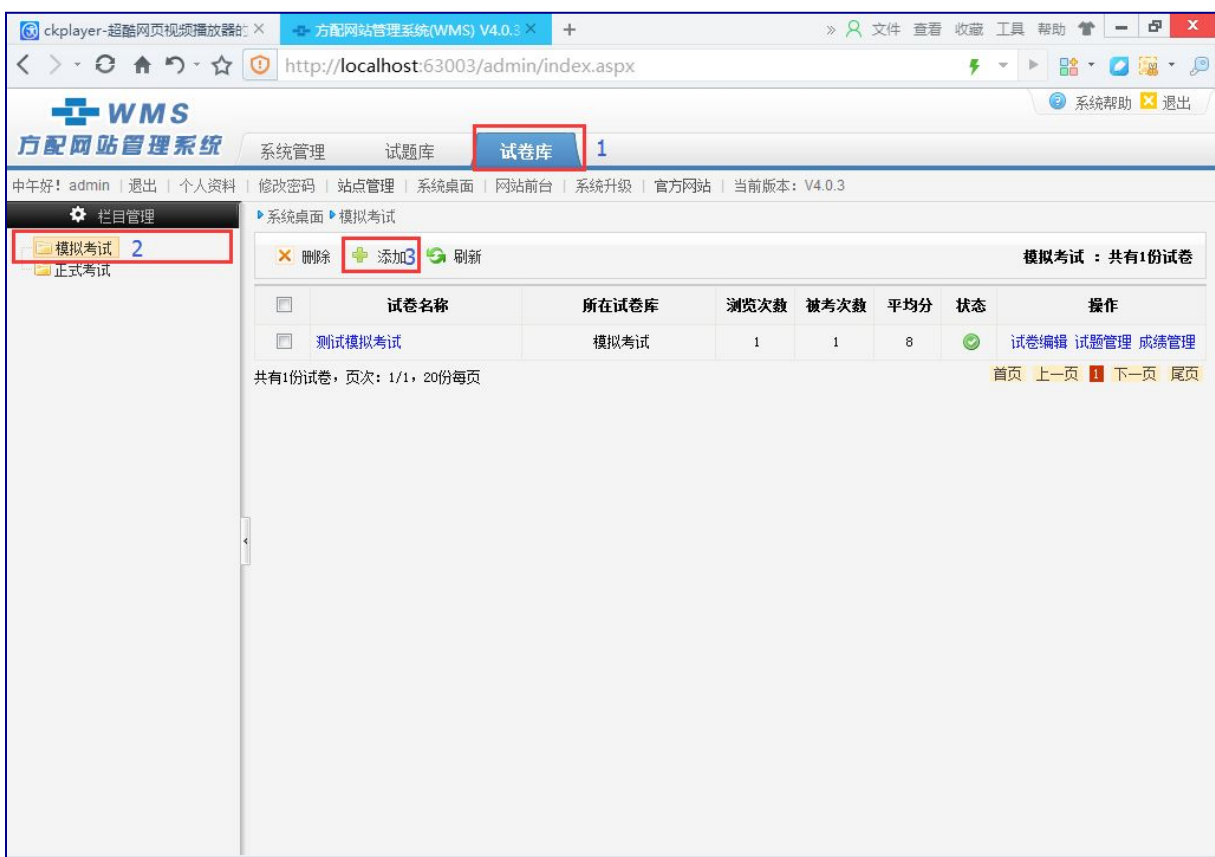 ckplayer-超酷网页视频播放器的 方配网站管理系统(WMS) V4.0.3 文件 查看 收藏 工具 帮助
http://localhost:63003/admin/index.aspx
WMS
方配网站管理系统
系统帮助 退出
系统管理 试题库 试卷库 1
中午好! admin | 退出 | 个人资料 | 修改密码 | 站点管理 | 系统桌面 | 网站前台 | 系统升级 | 官方网站 | 当前版本: V4.0.3
栏目管理
系统桌面 模拟考试
模拟考试 2
正式考试
删除 添加3 刷新 模拟考试 : 共有1份试卷
试卷名称 所在试卷库 浏览次数 被考次数 平均分 状态 操作
测试模拟考试 模拟考试 1 1 8 试卷编辑 试题管理 成绩管理
共有1份试卷, 页次: 1/1, 20份每页 首页 上一页 1 下一页 尾页